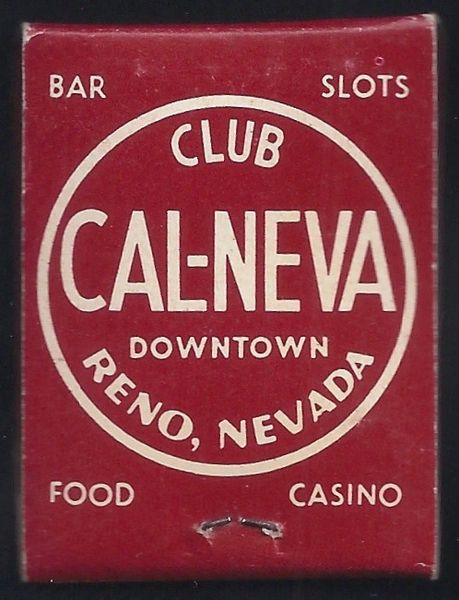 BAR SLOTS
CLUB
CAL-NEVA
DOWNTOWN
RENO, NEVADA
FOOD CASINO